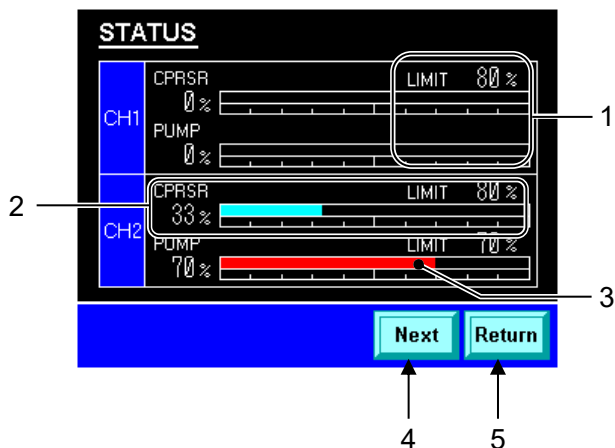 STATUS
CH1
CPRSR LIMIT 80 %
0 %
PUMP
0 %
CH2
CPRSR LIMIT 80 %
33 %
PUMP LIMIT 70 %
70 %
Next Return
1
2
3
4
5